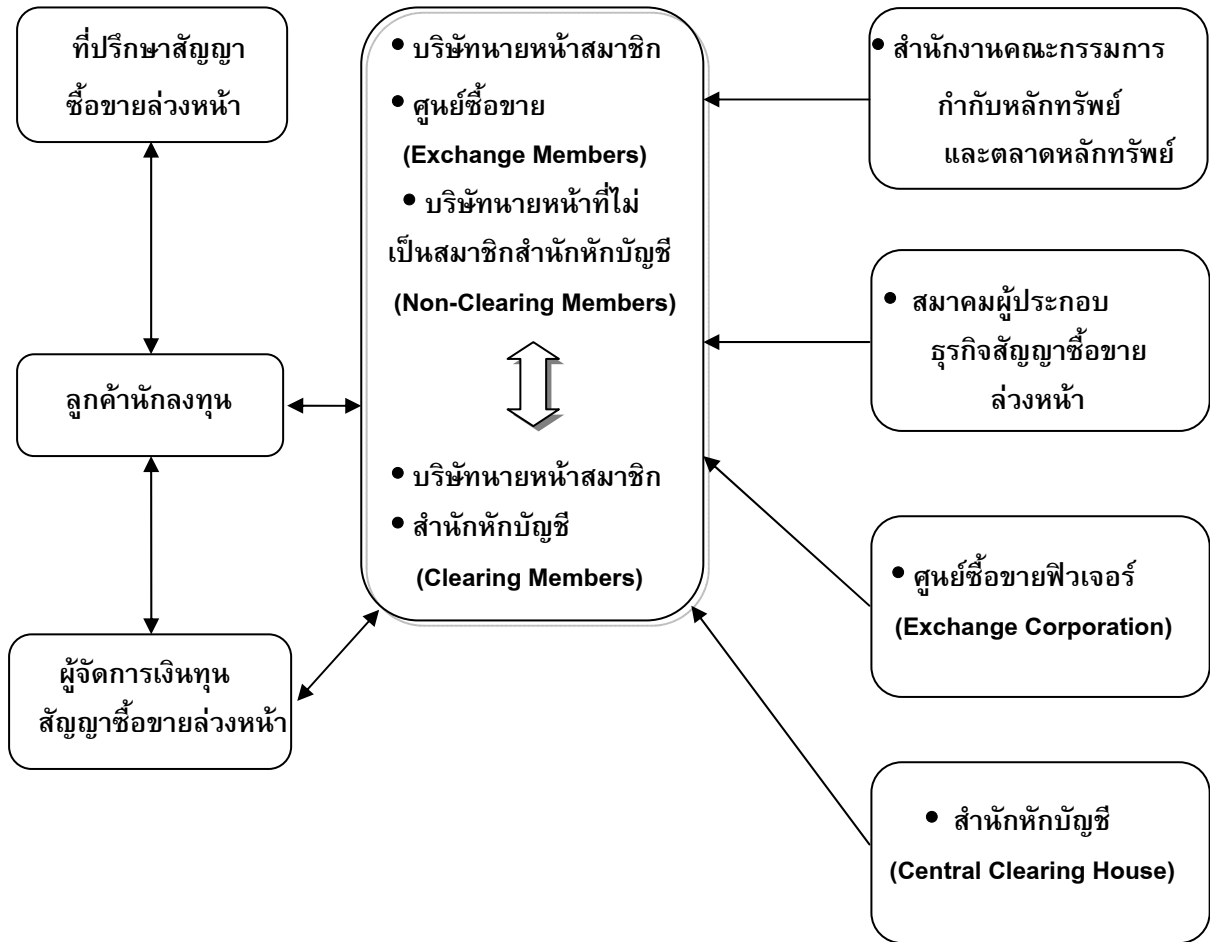 ที่ปรึกษาสัญญา
ซื้อขายล่วงหน้า
ลูกค้านักลงทุน
ผู้จัดการเงินทุน
สัญญาซื้อขายล่วงหน้า
• บริษัทนายหน้าสมาชิก
• ศูนย์ซื้อขาย
(Exchange Members)
• บริษัทนายหน้าที่ไม่
เป็นสมาชิกสำนักหักบัญชี
(Non-Clearing Members)
• บริษัทนายหน้าสมาชิก
• สำนักหักบัญชี
(Clearing Members)
• สำนักงานคณะกรรมการ
กำกับหลักทรัพย์
และตลาดหลักทรัพย์
• สมาคมผู้ประกอบ
ธุรกิจสัญญาซื้อขาย
ล่วงหน้า
• ศูนย์ซื้อขายฟิวเจอร์
(Exchange Corporation)
• สำนักหักบัญชี
(Central Clearing House)